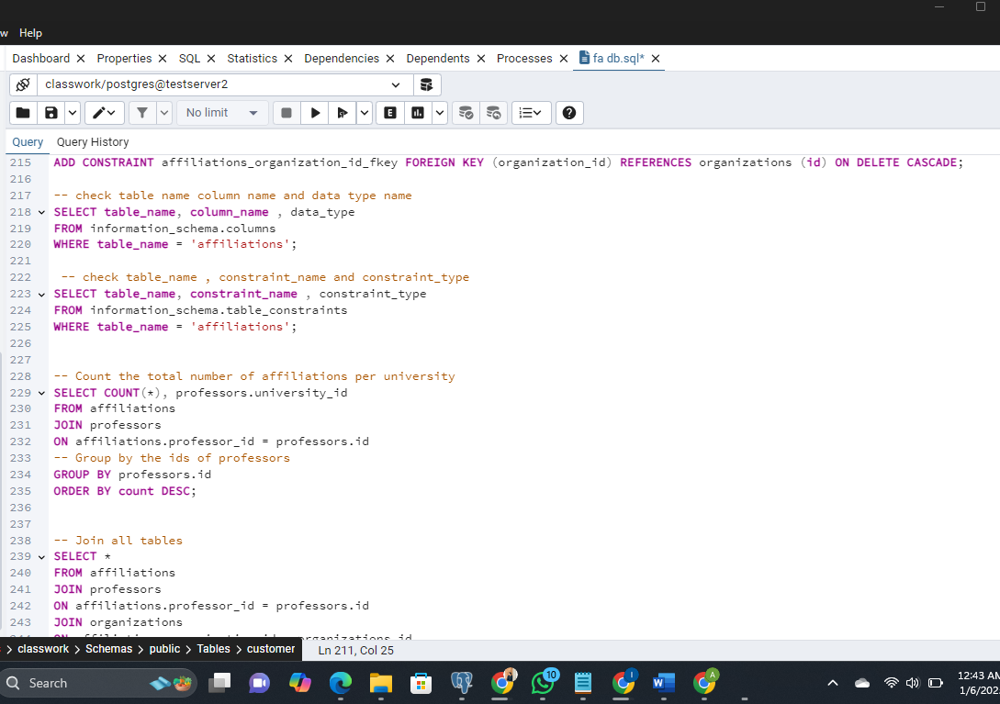 w Help
Dashboard Properties SQL Statistics Dependencies Dependents Processes fa db.sql*
classwork/postgres@testserver2
No limit E
Query Query History
215 ADD CONSTRAINT affiliations_organization_id_fkey FOREIGN KEY (organization_id) REFERENCES organizations (id) ON DELETE CASCADE;
216
217 -- check table name column name and data type name
218 SELECT table_name, column_name , data_type
219 FROM information_schema.columns
220 WHERE table_name = 'affiliations';
221
222 -- check table_name , constraint_name and constraint_type
223 SELECT table_name, constraint_name , constraint_type
224 FROM information_schema.table_constraints
225 WHERE table_name = 'affiliations';
226
227
228 -- Count the total number of affiliations per university
229 SELECT COUNT(*), professors.university_id
230 FROM affiliations
231 JOIN professors
232 ON affiliations.professor_id = professors.id
233 -- Group by the ids of professors
234 GROUP BY professors.id
235 ORDER BY count DESC;
236
237
238 -- Join all tables
239 SELECT *
240 FROM affiliations
241 JOIN professors
242 ON affiliations.professor_id = professors.id
243 JOIN organizations
classwork > Schemas > public > Tables > customer Ln 211, Col 25
Search 10 12:43 AM
1/6/202